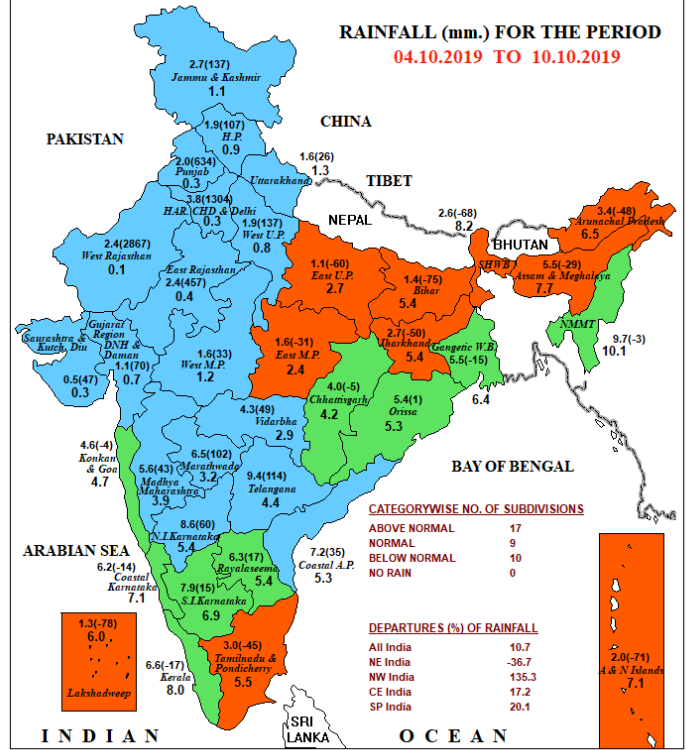 RAINFALL (mm.) FOR THE PERIOD
04.10.2019 TO 10.10.2019
2.7(137)
Jammu & Kashmir
1.1
CHINA
PAKISTAN
1.9(107)
H.P.
0.9
2.0(634)
Punjab
0.3
1.6(26)
1.3
Uttarakhand
TIBET
3.8(1304)
HAR. CHD & Delhi
0.3
1.9(137)
West U.P.
0.8
NEPAL
2.6(-68)
8.2
SHWB
BHUTAN
3.4(-48)
Arunachal Pradesh
6.5
2.4(2867)
West Rajasthan
0.1
East Rajasthan
2.4(457)
0.4
1.1(-60)
East U.P.
2.7
1.4(-75)
Bihar
5.4
5.5(-29)
Assam & Meghalaya
7.7
NMMT
9.7(-3)
10.1
Saurashtra &
Kutch, Diu
0.5(47)
0.3
Gujarat
Region
DNH &
Daman
1.1(70)
0.7
1.6(33)
West M.P.
1.2
1.6(-31)
East M.P.
2.4
2.7(-50)
Jharkhand
5.4
Gangetic W.B.
5.5(-15)
6.4
4.0(-5)
Chhattisgarh
4.2
5.4(1)
Orissa
5.3
4.3(49)
Vidarbha
2.9
4.6(-4)
Konkan
& Goa
4.7
5.6(43)
Madhya
Maharashtra
3.9
6.5(102)
Marathwada
3.2
9.4(114)
Telangana
4.4
BAY OF BENGAL
8.6(60)
N.I.Karnataka
5.4
ARABIAN SEA
6.2(-14)
Coastal
Karnataka
7.1
6.3(17)
Rayalaseema
5.4
7.2(35)
Coastal A.P.
5.3
7.9(15)
S.I.Karnataka
6.9
3.0(-45)
Tamilnadu &
Pondicherry
5.5
6.6(-17)
Kerala
8.0
1.3(-78)
6.0
Lakshadweep
2.0(-71)
A & N Islands
7.1
CATEGORYWISE NO. OF SUBDIVISIONS
ABOVE NORMAL 17
NORMAL 9
BELOW NORMAL 10
NO RAIN 0
DEPARTURES (%) OF RAINFALL
All India 10.7
NE India -36.7
NW India 135.3
CE India 17.2
SP India 20.1
SRI
LANKA
INDIAN OCEAN